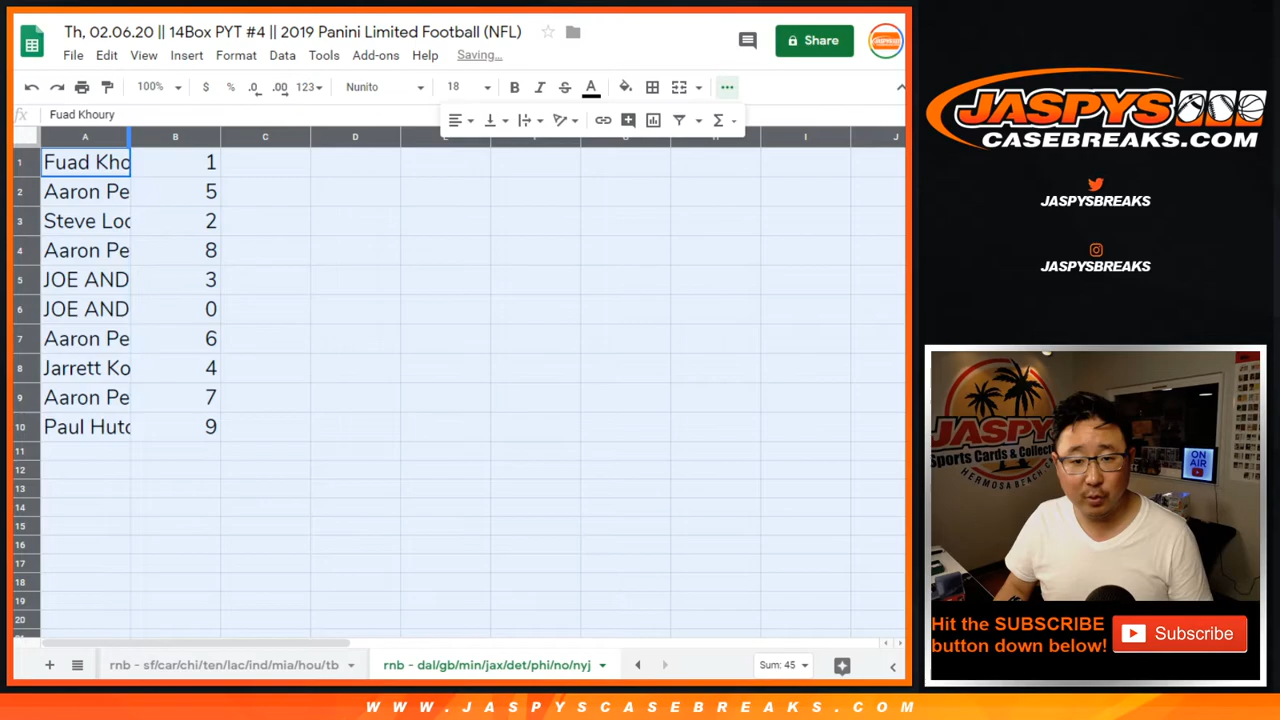 Th, 02.06.20 || 14Box PYT #4 || 2019 Panini Limited Football (NFL)
File Edit View Insert Format Data Tools Add-ons Help Saving...
Share
100% $ % .0 .00 123 Nunito 18 B I S A
fx Fuad Khoury
A B C D I J
1 Fuad Kho 1
2 Aaron Pe 5
3 Steve Loc 2
4 Aaron Pe 8
5 JOE AND 3
6 JOE AND 0
7 Aaron Pe 6
8 Jarrett Ko 4
9 Aaron Pe 7
10 Paul Hutc 9
11
12
13
14
15
16
17
18
19
20
rnb - sf/car/chi/ten/lac/ind/mia/hou/tb rnb - dal/gb/min/jax/det/phi/no/nyj Sum: 45
JASPYS
CASEBREAKS.COM
JASPYSBREAKS
JASPYSBREAKS
JASPYS
Sports Cards & Collec
HERMOSA BEACH, CA
ON AIR
Hit the SUBSCRIBE
button down below!
Subscribe
WWW.JASPYSCASEBREAKS.COM